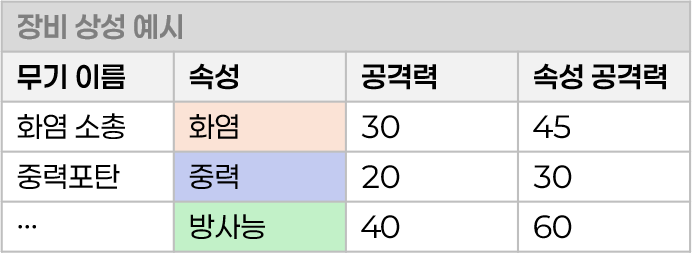 장비 상성 예시
무기 이름 속성 공격력 속성 공격력
화염 소총 화염 30 45
중력포탄 중력 20 30
... 방사능 40 60